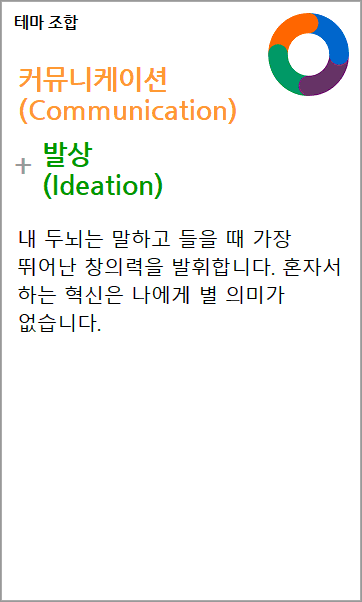 테마 조합
커뮤니케이션
(Communication)
+ 발상
(Ideation)
내 두뇌는 말하고 들을 때 가장
뛰어난 창의력을 발휘합니다. 혼자서
하는 혁신은 나에게 별 의미가
없습니다.